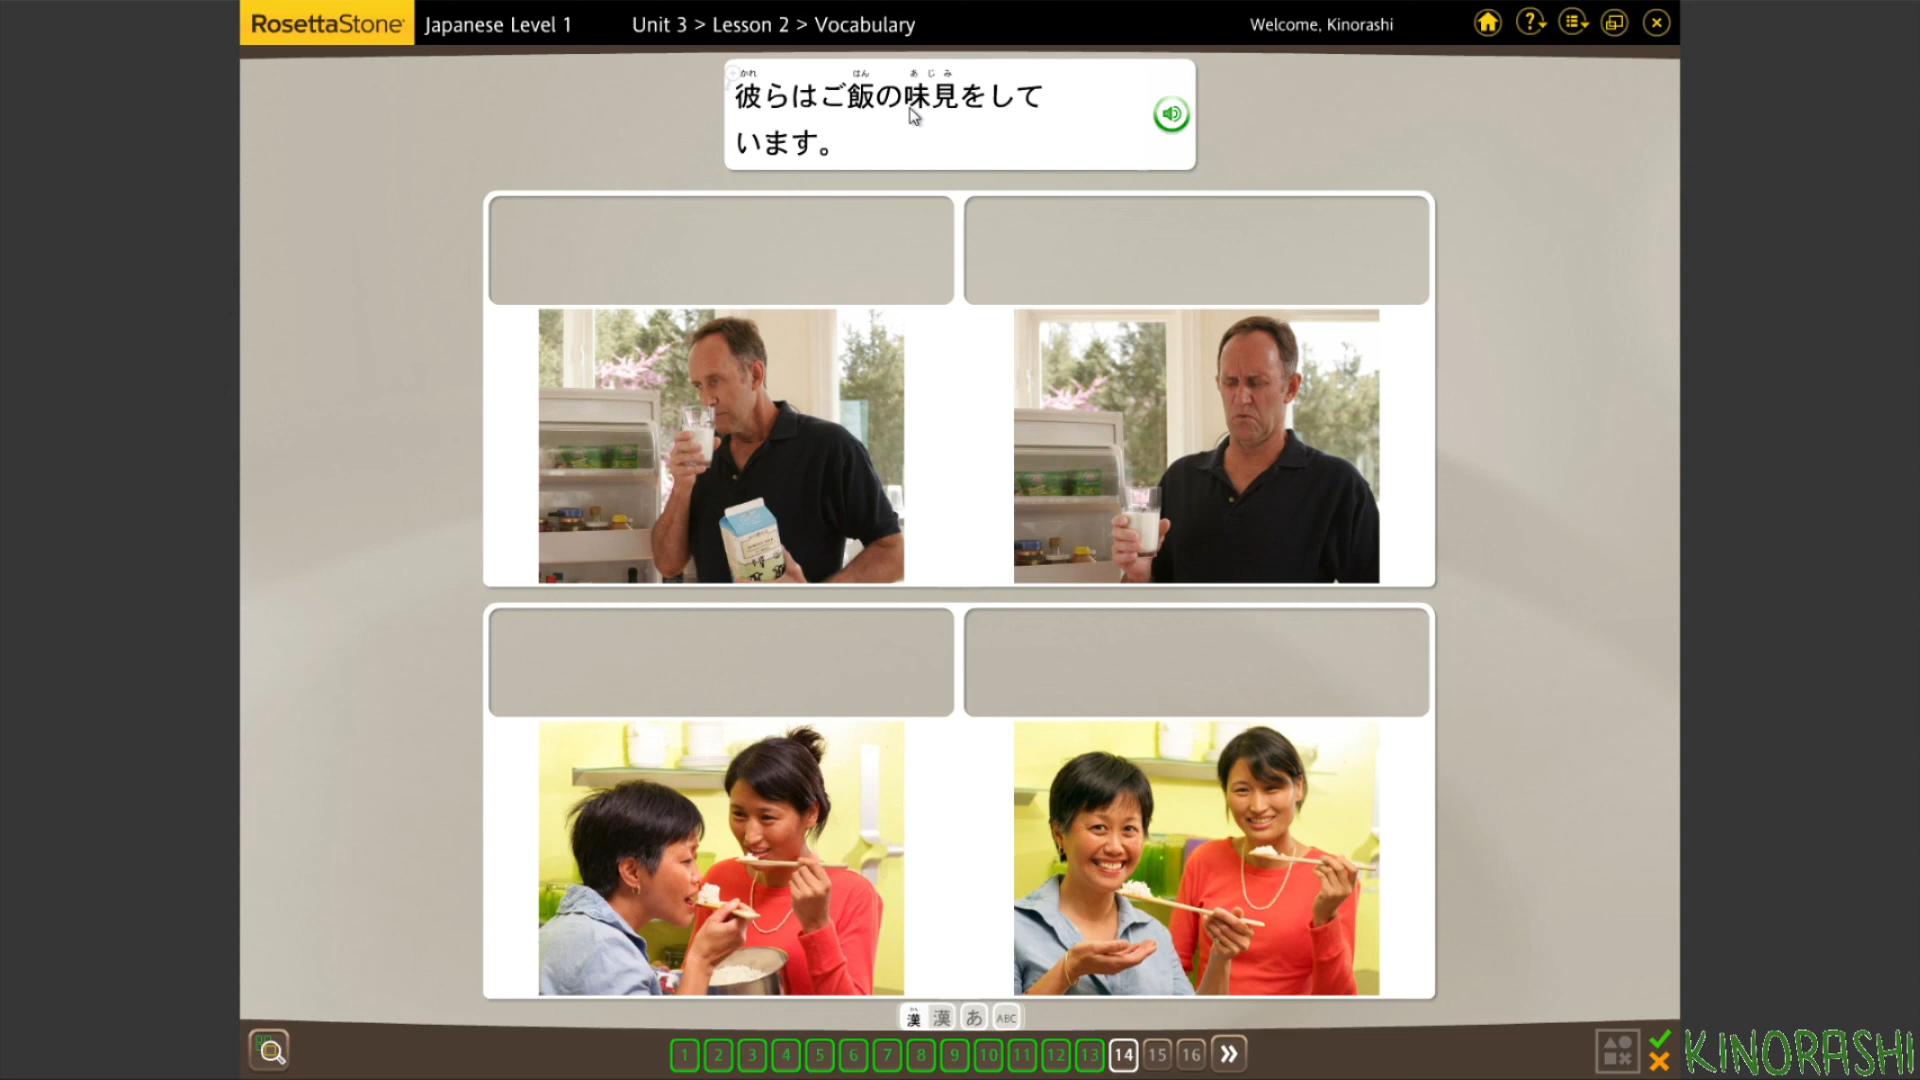 RosettaStone
Japanese Level 1
Unit 3 > Lesson 2 > Vocabulary
Welcome, Kinorashi
かれ はん あじみ
彼らはご飯の味見をして
います。
かん
漢 漢 あ ABC
1 2 3 4 5 6 7 8 9 10 11 12 13 14 15 16
KINORASHI